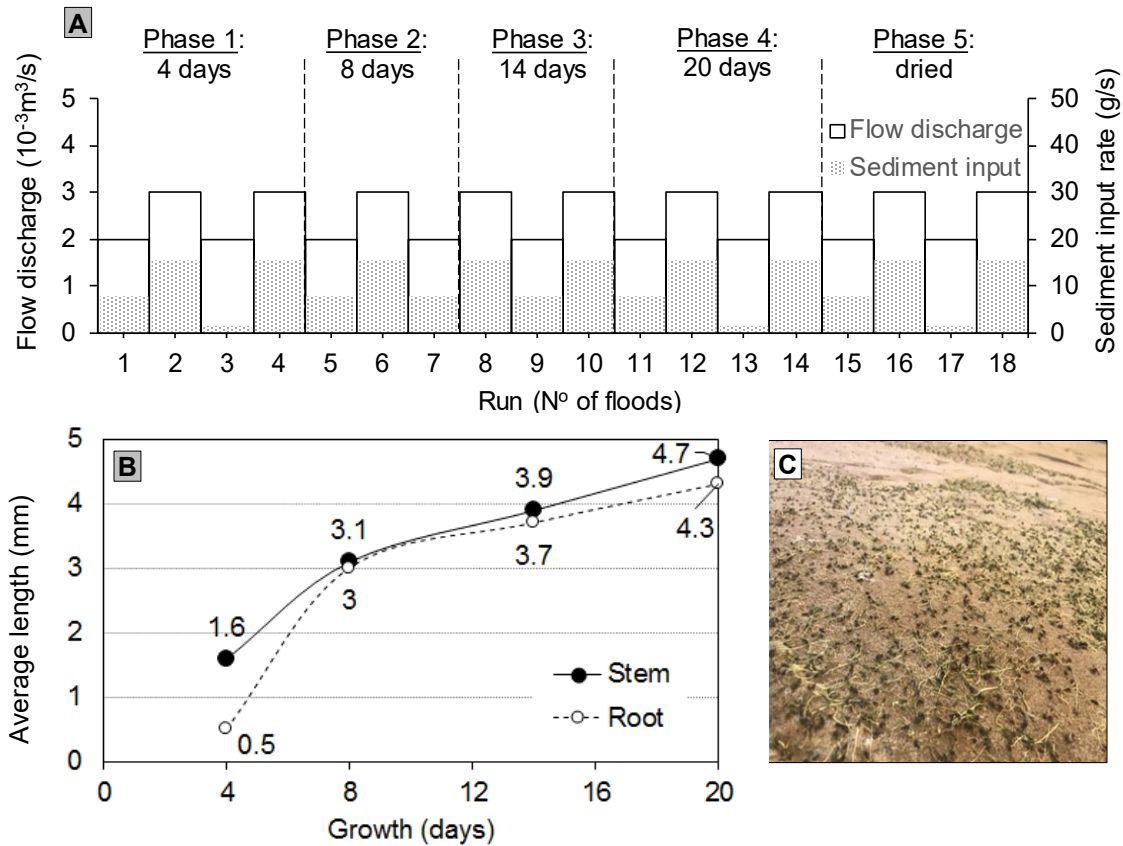 A
Phase 1:
4 days
Phase 2:
8 days
Phase 3:
14 days
Phase 4:
20 days
Phase 5:
dried
Flow discharge (10⁻³m³/s)
5
4
3
2
1
0
50
40
30
20
10
0
Sediment input rate (g/s)
Flow discharge
Sediment input
1 2 3 4 5 6 7 8 9 10 11 12 13 14 15 16 17 18
Run (Nº of floods)
B
Average length (mm)
5
4
3
2
1
0
1.6
0.5
3.1
3
3.9
3.7
4.7
4.3
Stem
Root
0 4 8 12 16 20
Growth (days)
C